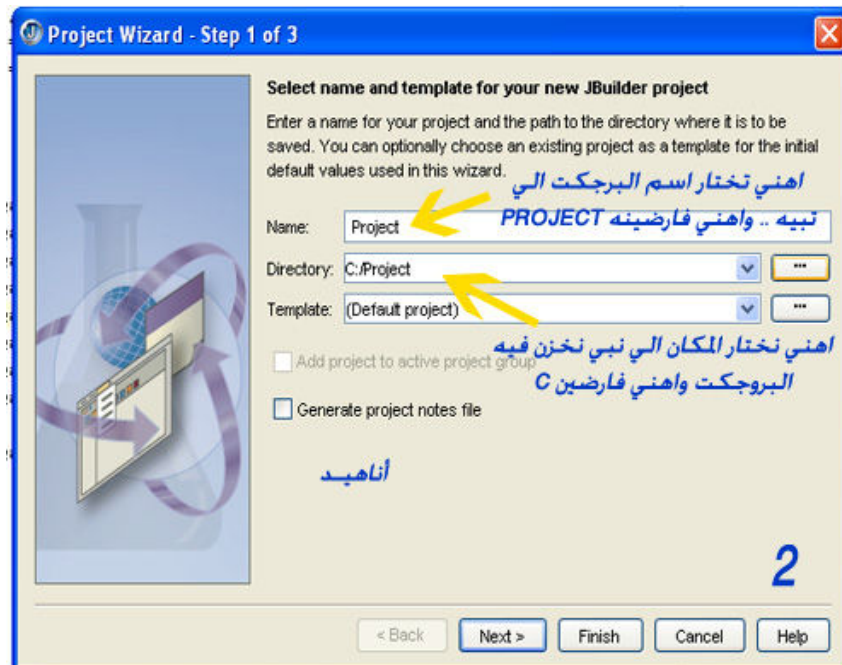 Project Wizard - Step 1 of 3
Select name and template for your new JBuilder project
Enter a name for your project and the path to the directory where it is to be
saved. You can optionally choose an existing project as a template for the initial
default values used in this wizard.
اهني تختار اسم البرجكت الي
تبيه .. واهني فارضينه PROJECT
Name: Project
Directory: C:/Project ...
Template: (Default project) ...
اهني نختار المكان الي نبي نخزن فيه
البروجكت واهني فارضين C
Add project to active project group
Generate project notes file
أناهيـد
2
< Back Next > Finish Cancel Help